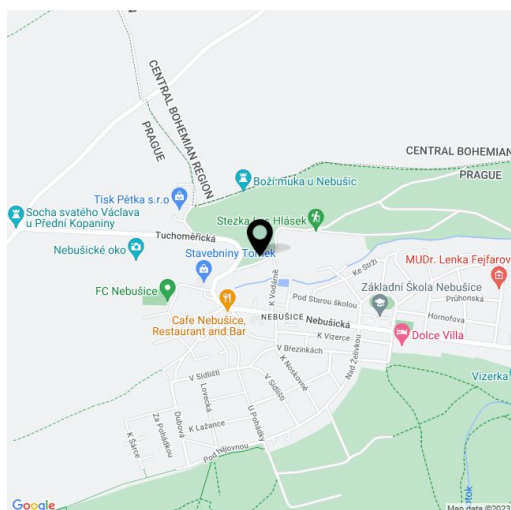 CENTRAL BOHEMIAN REGION
PRAGUE
CENTRAL BOHEMIAN
PRAGUE
Boží muka u Nebušic
Tisk Pětka s.r.o
Socha svatého Václava
u Přední Kopaniny
Stezka Hlásek
Tuchoměřická
Nebušické oko
Stavebniny
MUDr. Lenka Fejfarov
Ke Strži
K Vodárně
Základní Škola Nebušice
FC Nebušice
Pod Starou školou
Průhonská
Cafe Nebušice,
Restaurant and Bar
NEBUŠICE
Nebušická
Hornofova
K Vizerce
Dolce Villa
V Březinkách
Nad Želivkou
K Noskovně
Vizerka
V Sídlišti
V Sídlišti
Lovecká
U Pohádky
Dubová
Za Pohádkou
K Lažance
K Šárce
Google
Map data ©2023